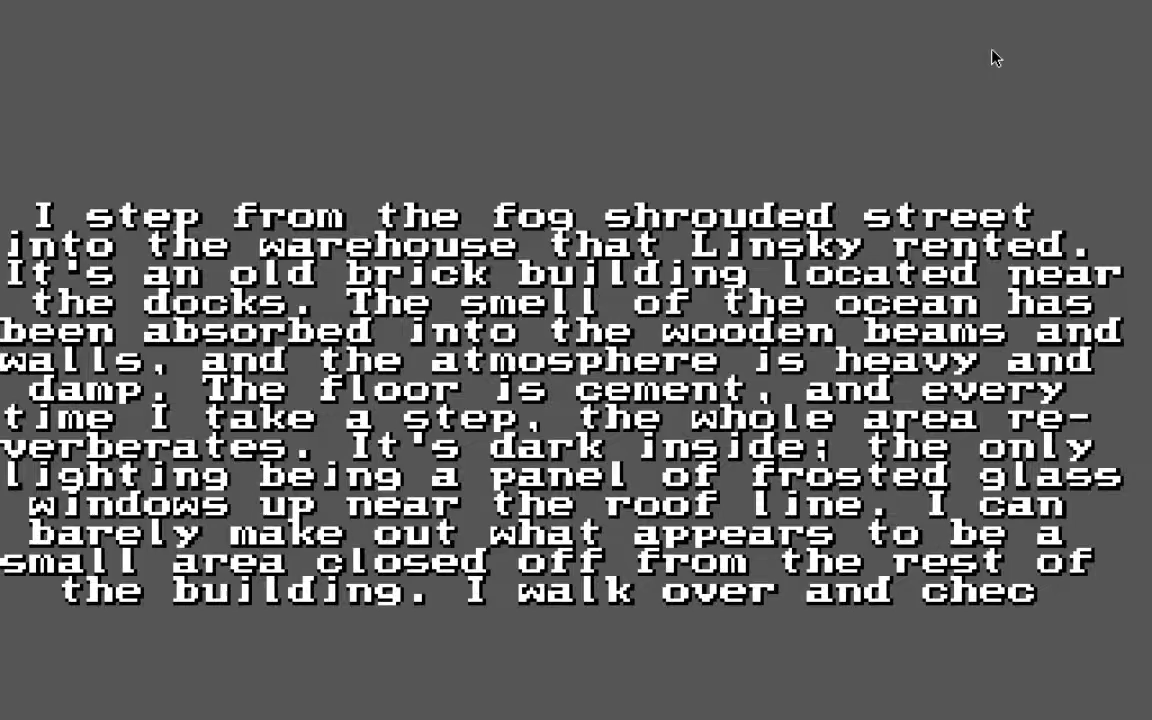 I step from the fog shrouded street
into the warehouse that Linsky rented.
It's an old brick building located near
the docks. The smell of the ocean has
been absorbed into the wooden beams and
walls, and the atmosphere is heavy and
damp. The floor is cement, and every
time I take a step, the whole area re-
verberates. It's dark inside; the only
lighting being a panel of frosted glass
windows up near the roof line. I can
barely make out what appears to be a
small area closed off from the rest of
the building. I walk over and chec